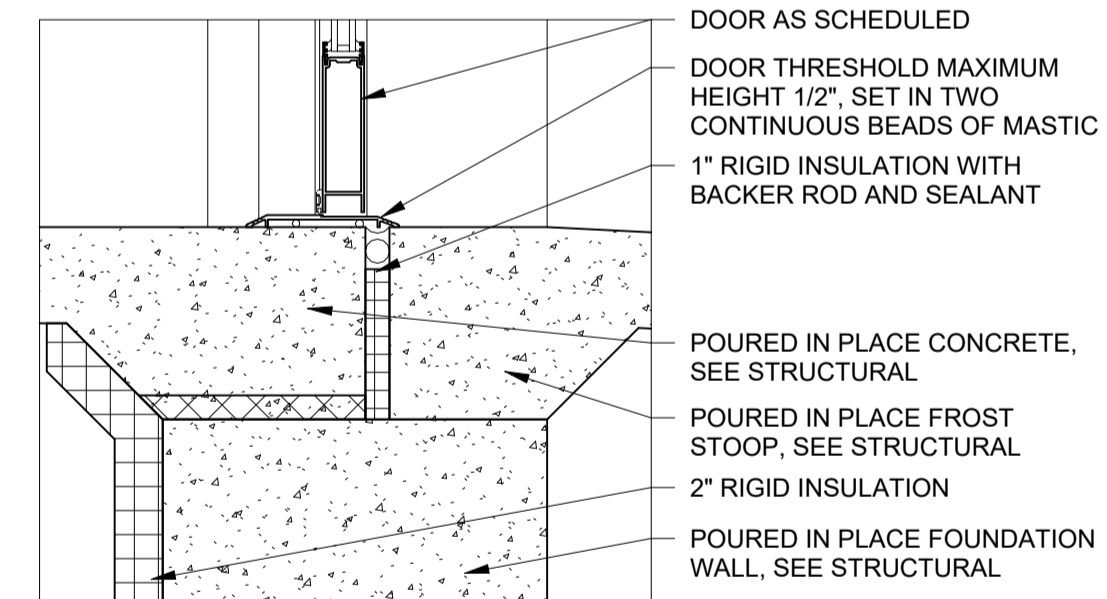 DOOR AS SCHEDULED
DOOR THRESHOLD MAXIMUM
HEIGHT 1/2", SET IN TWO
CONTINUOUS BEADS OF MASTIC
1" RIGID INSULATION WITH
BACKER ROD AND SEALANT
POURED IN PLACE CONCRETE,
SEE STRUCTURAL
POURED IN PLACE FROST
STOOP, SEE STRUCTURAL
2" RIGID INSULATION
POURED IN PLACE FOUNDATION
WALL, SEE STRUCTURAL